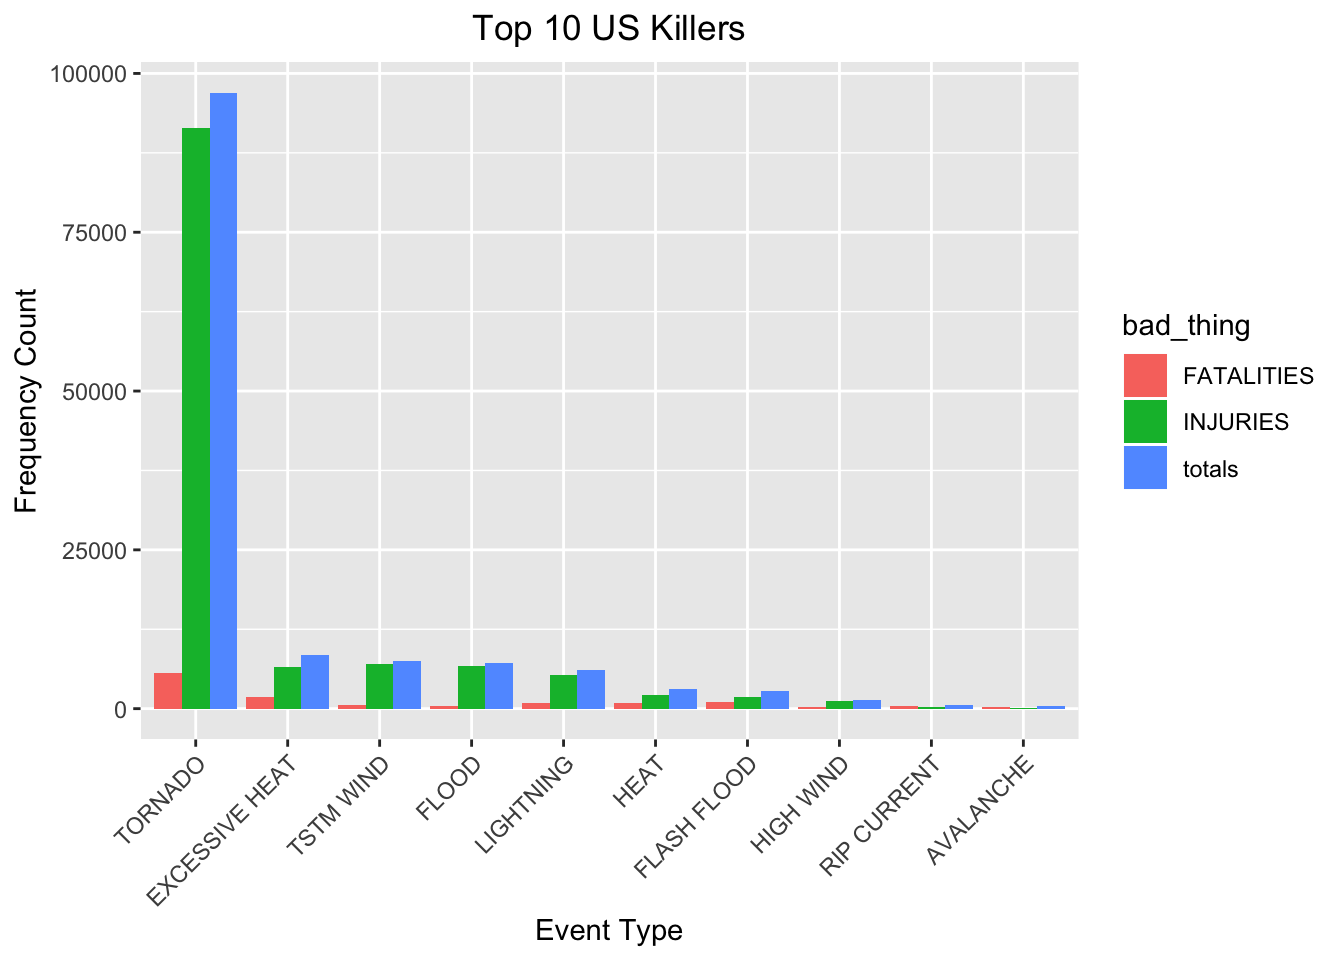 Top 10 US Killers
100000
75000
50000
25000
0
Frequency Count
TORNADO
EXCESSIVE HEAT
TSTM WIND
FLOOD
LIGHTNING
HEAT
FLASH FLOOD
HIGH WIND
RIP CURRENT
AVALANCHE
Event Type
bad_thing
FATALITIES
INJURIES
totals